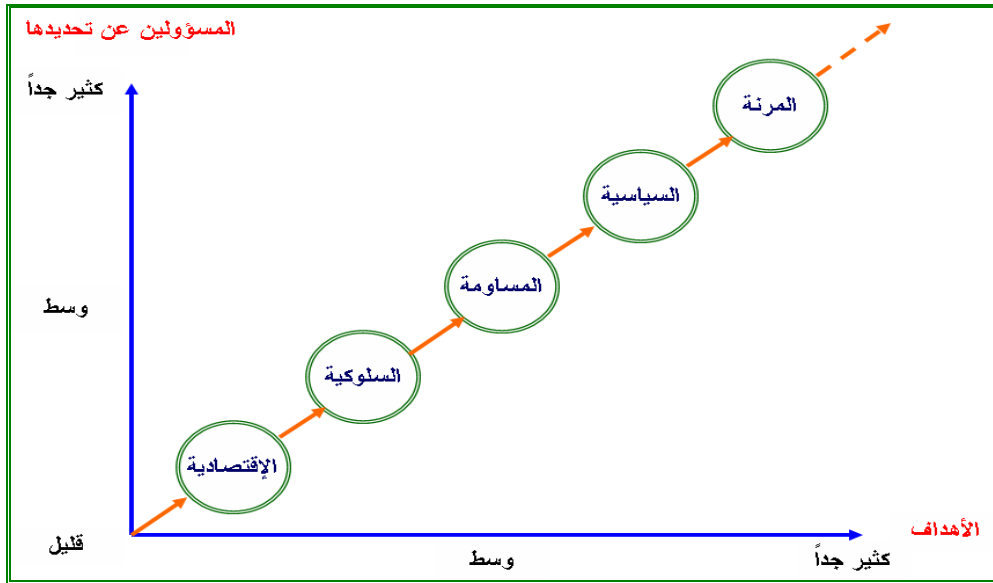 المسؤولين عن تحديدها
كثير جداً
المرنة
السياسية
المساومة
وسط
السلوكية
الإقتصادية
الأهداف
قليل
وسط
كثير جداً